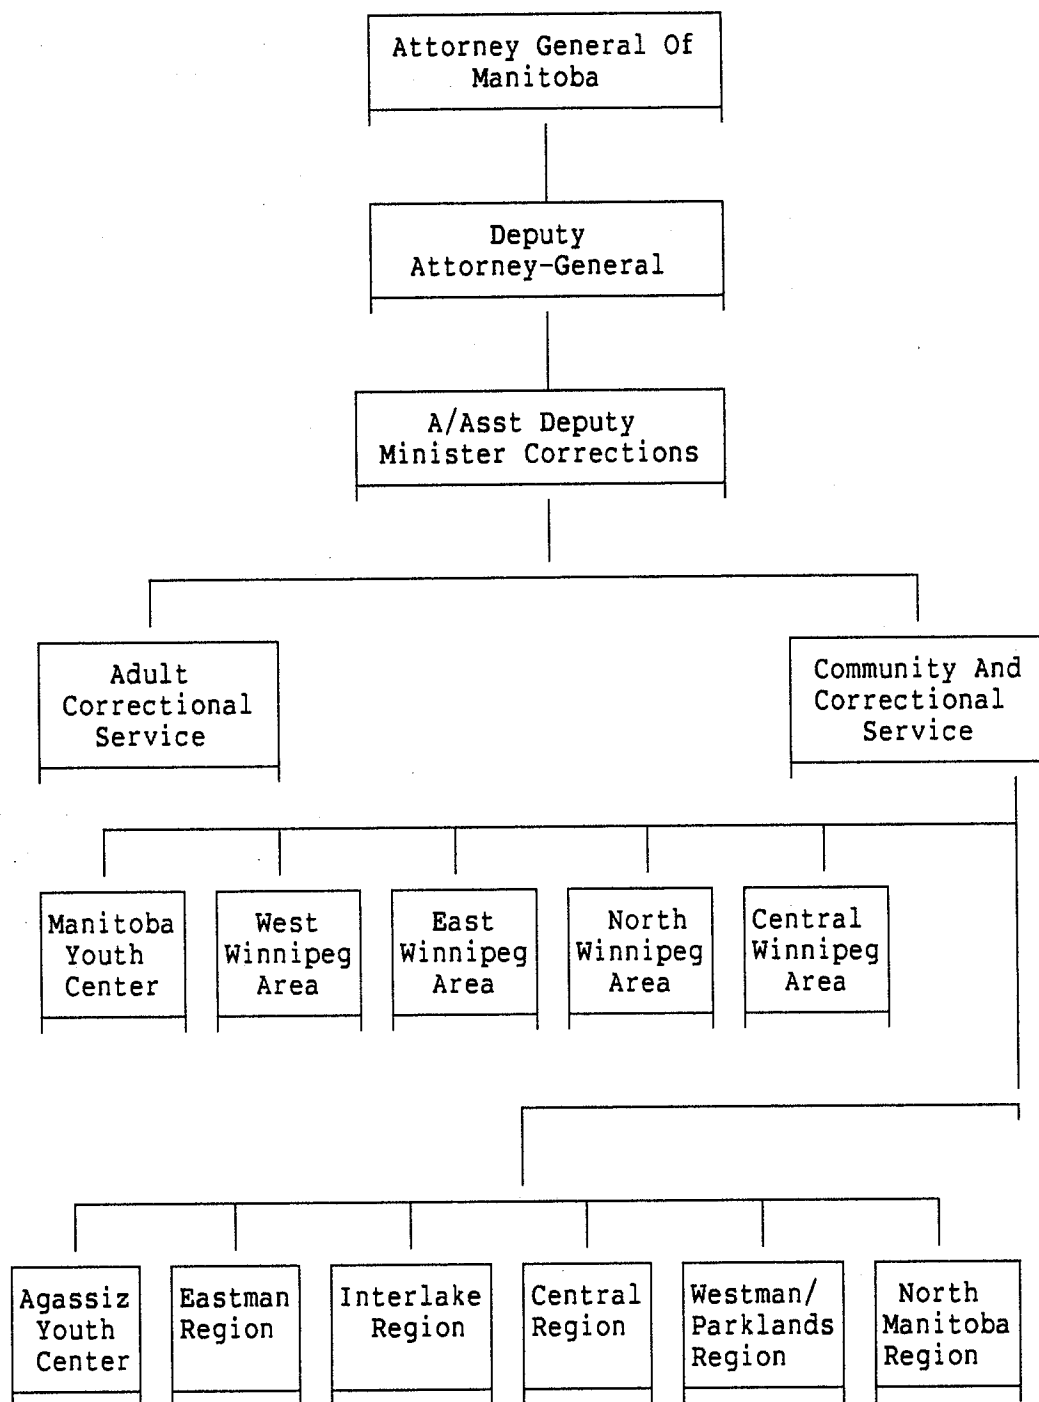 Attorney General Of
Manitoba
Deputy
Attorney-General
A/Asst Deputy
Minister Corrections
Adult
Correctional
Service
Community And
Correctional
Service
Manitoba
Youth
Center
West
Winnipeg
Area
East
Winnipeg
Area
North
Winnipeg
Area
Central
Winnipeg
Area
Agassiz
Youth
Center
Eastman
Region
Interlake
Region
Central
Region
Westman/
Parklands
Region
North
Manitoba
Region